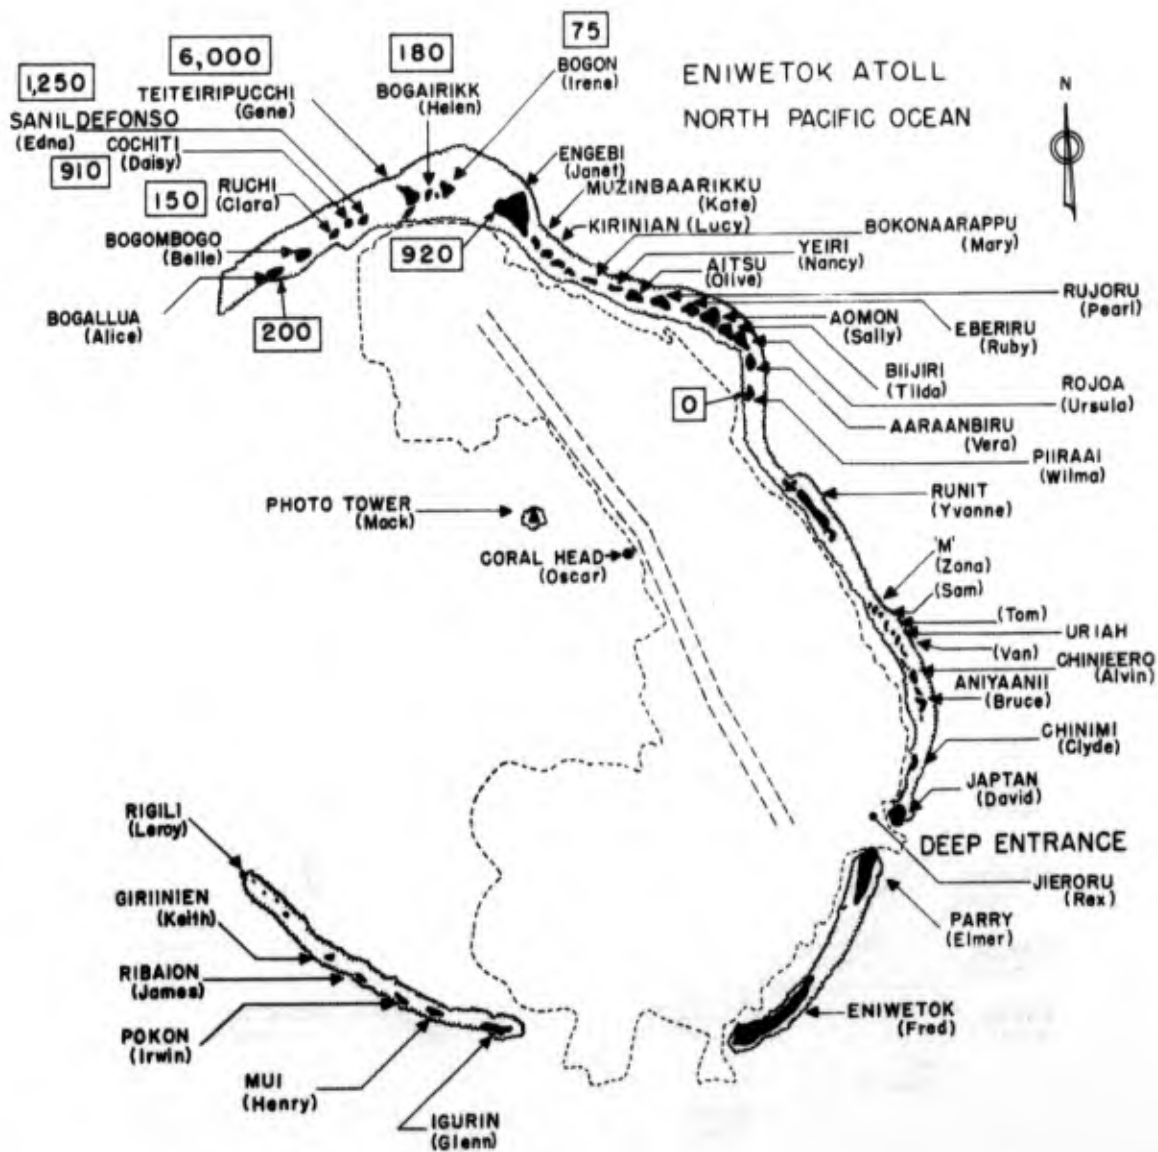 75
180
6,000
1,250
BOGON
(Irene)
BOGAIRIKK
(Helen)
TEITEIRIPUCCHI
(Gene)
SANILDEFONSO
(Edna)
COCHITI
(Daisy)
910
150
RUCHI
(Clara)
BOGOMBOGO
(Belle)
BOGALLUA
(Alice)
200
920
ENIWETOK ATOLL
NORTH PACIFIC OCEAN
N
ENGEBI
(Janet)
MUZINBAARIKKU
(Kate)
KIRINIAN (Lucy)
BOKONAARAPPU
(Mary)
YEIRI
(Nancy)
AITSU
(Olive)
RUJORU
(Pearl)
EBERIRU
(Ruby)
AOMON
(Sally)
BIIJIRI
(Tilda)
ROJOA
(Ursula)
AARAANBIRU
(Vera)
0
PIIRAAI
(Wilma)
RUNIT
(Yvonne)
PHOTO TOWER
(Mack)
CORAL HEAD
(Oscar)
'M'
(Zona)
(Sam)
(Tom)
URIAH
(Van)
CHINIEERO
(Alvin)
ANIYAANII
(Bruce)
CHINIMI
(Clyde)
JAPTAN
(David)
DEEP ENTRANCE
JIERORU
(Rex)
PARRY
(Elmer)
ENIWETOK
(Fred)
RIGILI
(Leroy)
GIRIINIEN
(Keith)
RIBAION
(James)
POKON
(Irwin)
MUI
(Henry)
IGURIN
(Glenn)